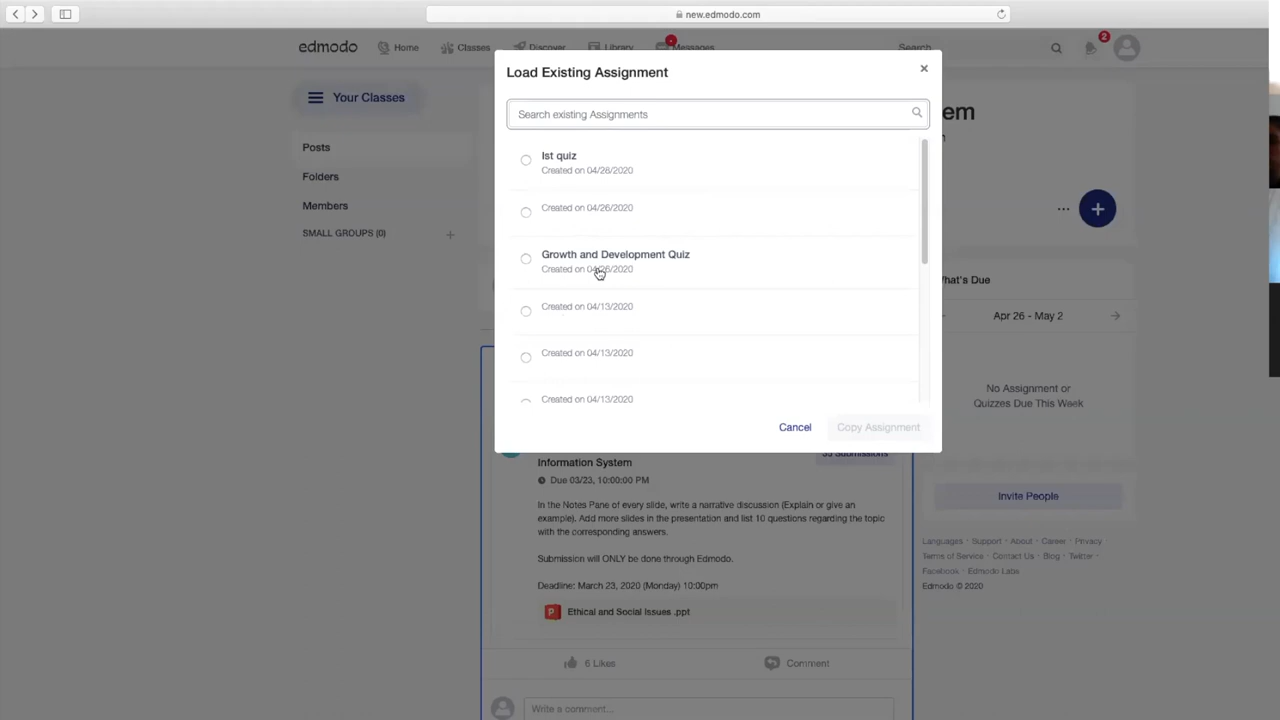 new.edmodo.com
edmodo Home Classes Discover Library Messages Search 2
Load Existing Assignment
Search existing Assignments
Your Classes
Posts
Folders
Members
SMALL GROUPS (0)
Ist quiz
Created on 04/28/2020
Created on 04/26/2020
Growth and Development Quiz
Created on 04/26/2020
Created on 04/13/2020
Created on 04/13/2020
Created on 04/13/2020
Cancel Copy Assignment
em
What's Due
Apr 26 - May 2
No Assignment or
Quizzes Due This Week
Invite People
Languages · Support · About · Career · Privacy ·
Terms of Service · Contact Us · Blog · Twitter ·
Facebook · Edmodo Labs
Edmodo © 2020
Information System
Submissions
Due 03/23, 10:00:00 PM
In the Notes Pane of every slide, write a narrative discussion (Explain or give an
example). Add more slides in the presentation and list 10 questions regarding the topic
with the corresponding answers.
Submission will ONLY be done through Edmodo.
Deadline: March 23, 2020 (Monday) 10:00pm
Ethical and Social Issues .ppt
6 Likes Comment
Write a comment...